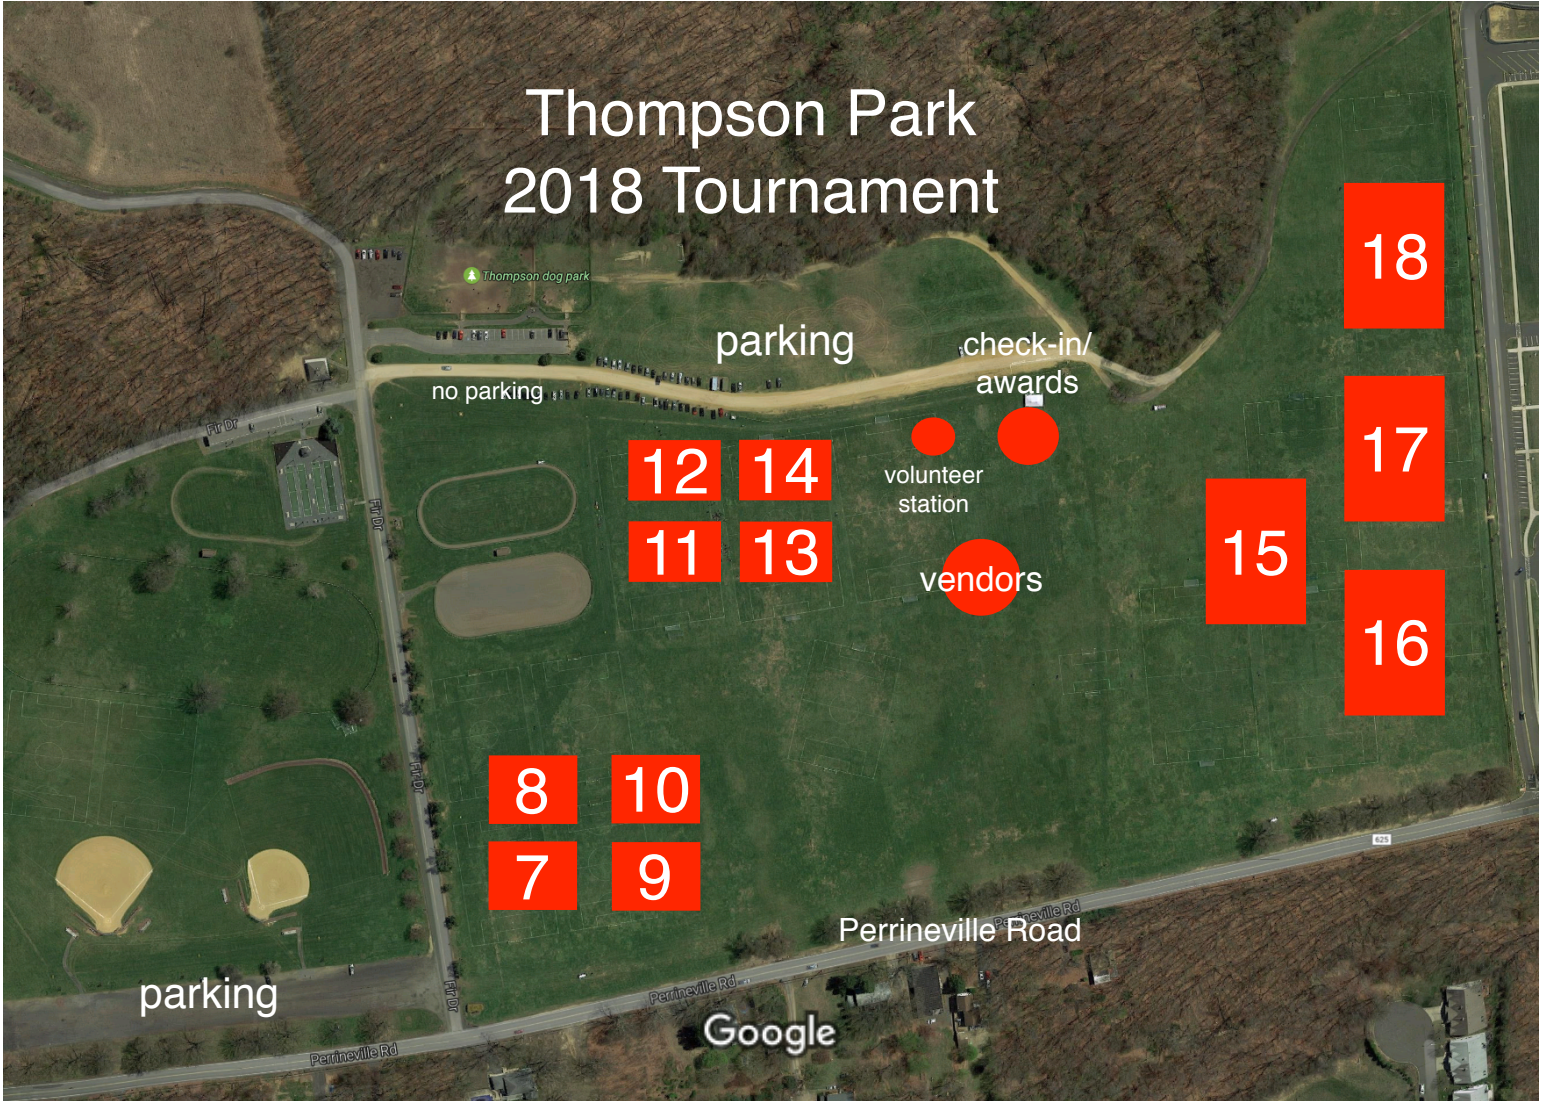 Thompson Park
2018 Tournament
18
Thompson dog park
parking
check-in/
awards
no parking
Fir Dr
12
14
17
volunteer
station
Fir Dr
11
13
15
vendors
16
Fir Dr
8
10
625
7
9
Perrineville Road
Perrineville Rd
parking
Fir Dr
Perrineville Rd
Google
Perrineville Rd